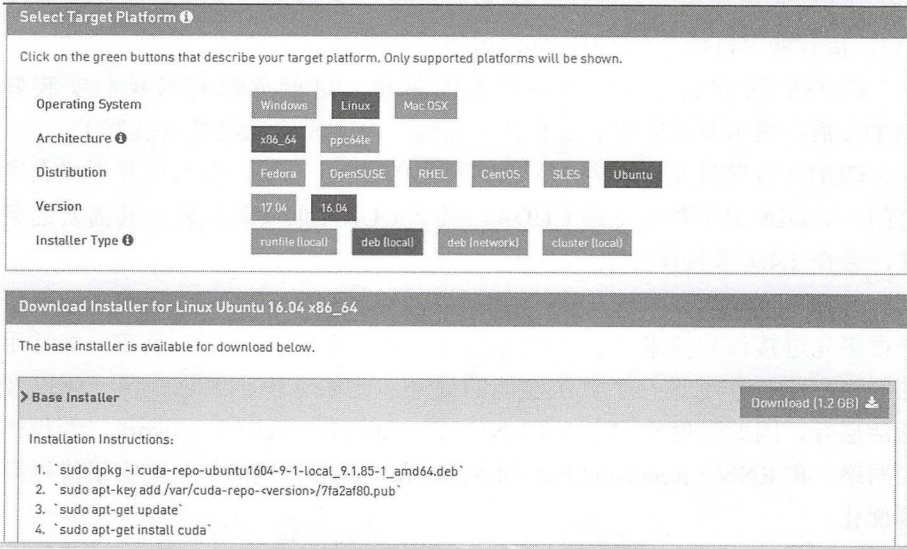 Select Target Platform
Click on the green buttons that describe your target platform. Only supported platforms will be shown.
Operating System Windows Linux Mac OSX
Architecture x86_64 ppc64le
Distribution Fedora OpenSUSE RHEL CentOS SLES Ubuntu
Version 17.04 16.04
Installer Type runfile (local) deb (local) deb (network) cluster (local)
Download Installer for Linux Ubuntu 16.04 x86_64
The base installer is available for download below.
> Base Installer Download (1.2 GB)
Installation Instructions:
1. `sudo dpkg -i cuda-repo-ubuntu1604-9-1-local_9.1.85-1_amd64.deb`
2. `sudo apt-key add /var/cuda-repo-<version>/7fa2af80.pub`
3. `sudo apt-get update`
4. `sudo apt-get install cuda`